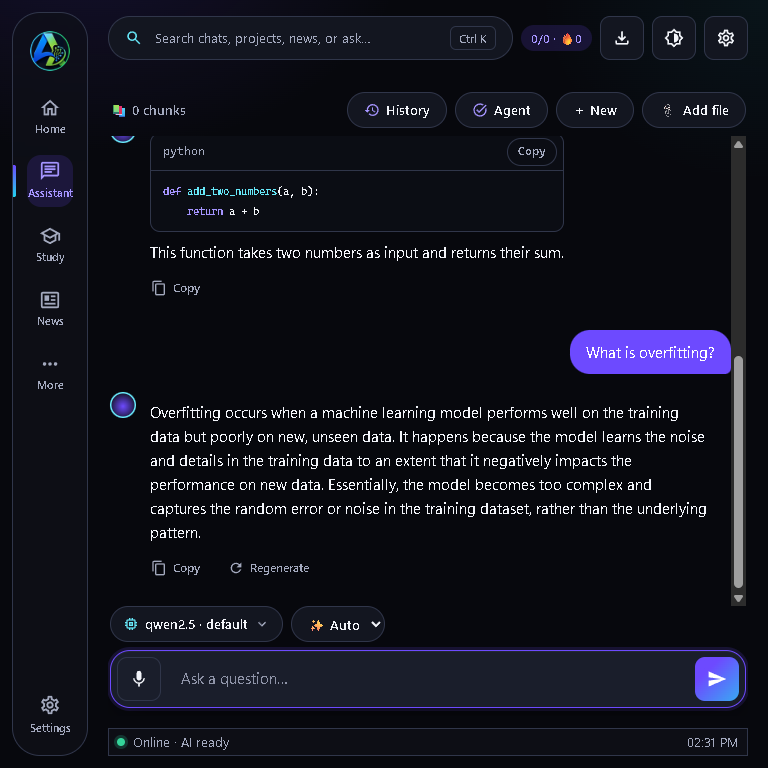 Search chats, projects, news, or ask...
Ctrl K
0/0 · 🔥 0
Home
Assistant
Study
News
More
Settings
0 chunks
History
Agent
+ New
Add file
python
Copy
def add_two_numbers(a, b):
    return a + b
This function takes two numbers as input and returns their sum.
Copy
What is overfitting?
Overfitting occurs when a machine learning model performs well on the training
data but poorly on new, unseen data. It happens because the model learns the noise
and details in the training data to an extent that it negatively impacts the
performance on new data. Essentially, the model becomes too complex and
captures the random error or noise in the training dataset, rather than the underlying
pattern.
Copy
Regenerate
qwen2.5 · default
✨ Auto
Ask a question...
Online · AI ready
02:31 PM